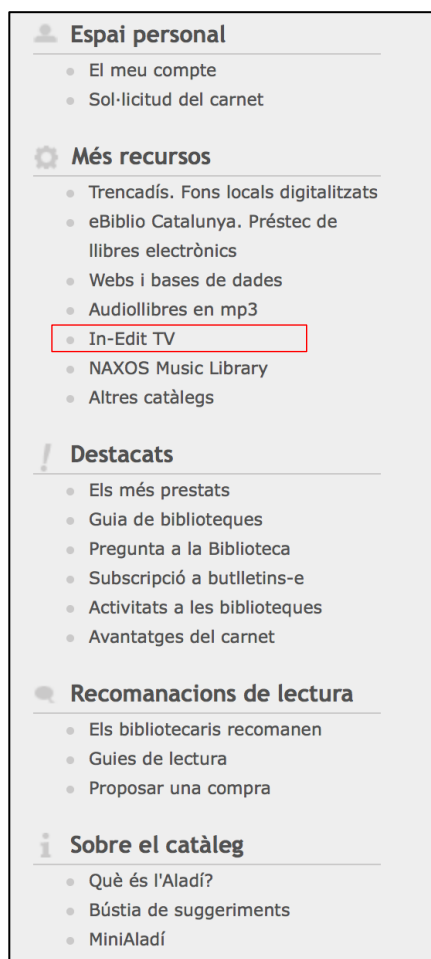 Espai personal
El meu compte
Sol·licitud del carnet
Més recursos
Trencadís. Fons locals digitalitzats
eBiblio Catalunya. Préstec de
llibres electrònics
Webs i bases de dades
Audiollibres en mp3
In-Edit TV
NAXOS Music Library
Altres catàlegs
Destacats
Els més prestats
Guia de biblioteques
Pregunta a la Biblioteca
Subscripció a butlletins-e
Activitats a les biblioteques
Avantatges del carnet
Recomanacions de lectura
Els bibliotecaris recomanen
Guies de lectura
Proposar una compra
Sobre el catàleg
Què és l'Aladí?
Bústia de suggeriments
MiniAladí